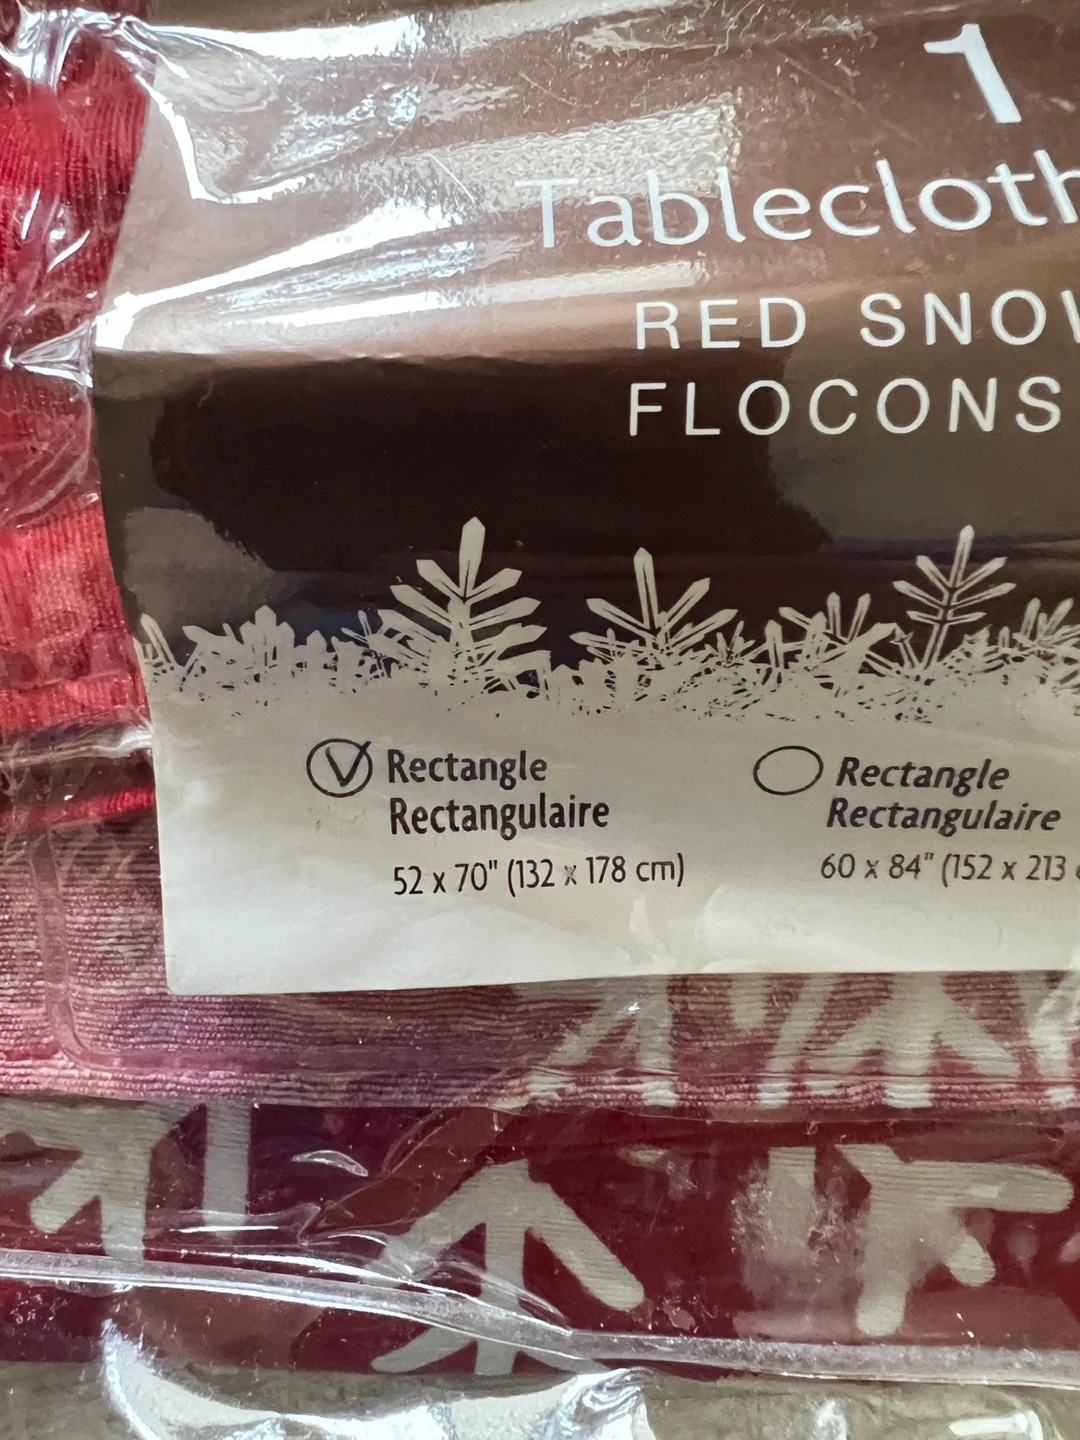 1
Tablecloth
RED SNOW
FLOCONS
Rectangle
Rectangulaire
52 x 70" (132 x 178 cm)
Rectangle
Rectangulaire
60 x 84" (152 x 213